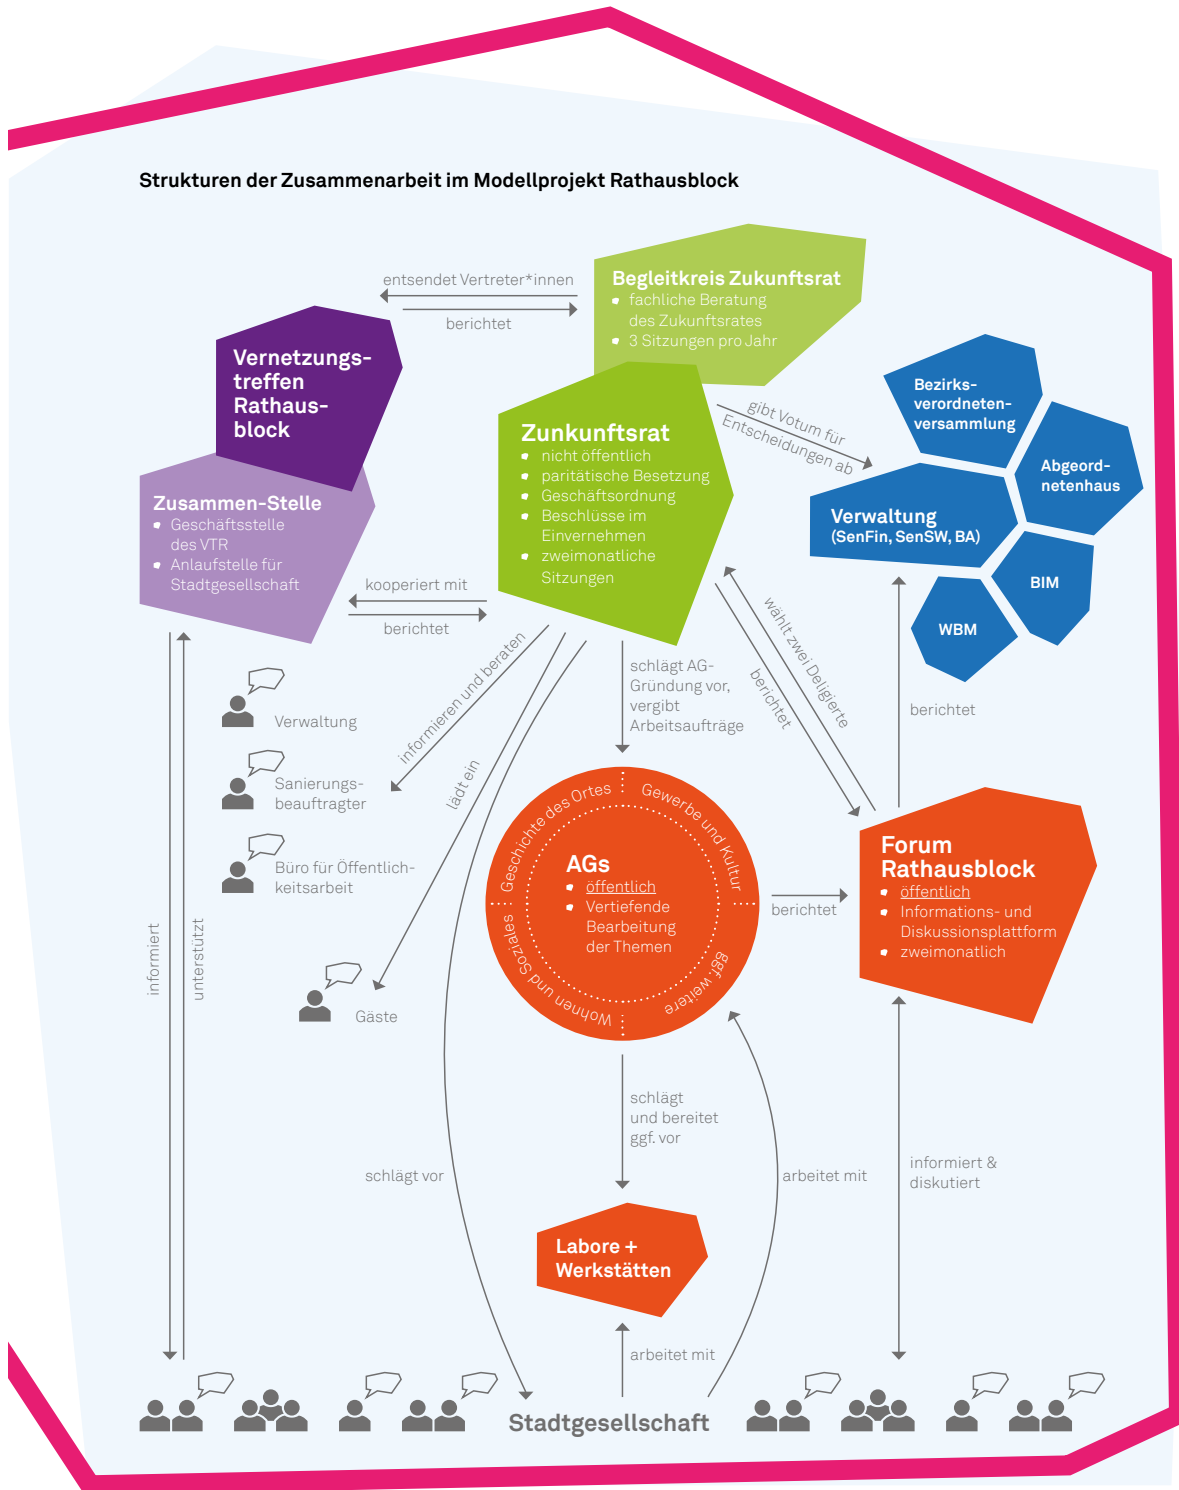 Strukturen der Zusammenarbeit im Modellprojekt Rathausblock
entsendet Vertreter*innen
berichtet
Begleitkreis Zukunftsrat
fachliche Beratung
des Zukunftsrates
3 Sitzungen pro Jahr
Vernetzungs-
treffen
Rathaus-
block
Zusammen-Stelle
Geschäftsstelle
des VTR
Anlaufstelle für
Stadtgesellschaft
Zunkunftsrat
nicht öffentlich
paritätische Besetzung
Geschäftsordnung
Beschlüsse im
Einvernehmen
zweimonatliche
Sitzungen
gibt Votum für
Entscheidungen ab
Bezirks-
verordneten-
versammlung
Abgeord-
netenhaus
Verwaltung
(SenFin, SenSW, BA)
BIM
WBM
kooperiert mit
berichtet
informieren und beraten
lädt ein
schlägt AG-
Gründung vor,
vergibt
Arbeitsaufträge
wählt zwei Deligierte
berichtet
berichtet
Verwaltung
Sanierungs-
beauftragter
Büro für Öffentlich-
keitsarbeit
Gäste
informiert
unterstützt
Geschichte des Ortes
Gewerbe und Kultur
Wohnen und Soziales
ggf. weitere
AGs
öffentlich
Vertiefende
Bearbeitung
der Themen
berichtet
Forum
Rathausblock
öffentlich
Informations- und
Diskussionsplattform
zweimonatlich
schlägt
und bereitet
ggf. vor
schlägt vor
arbeitet mit
informiert &
diskutiert
Labore +
Werkstätten
arbeitet mit
Stadtgesellschaft